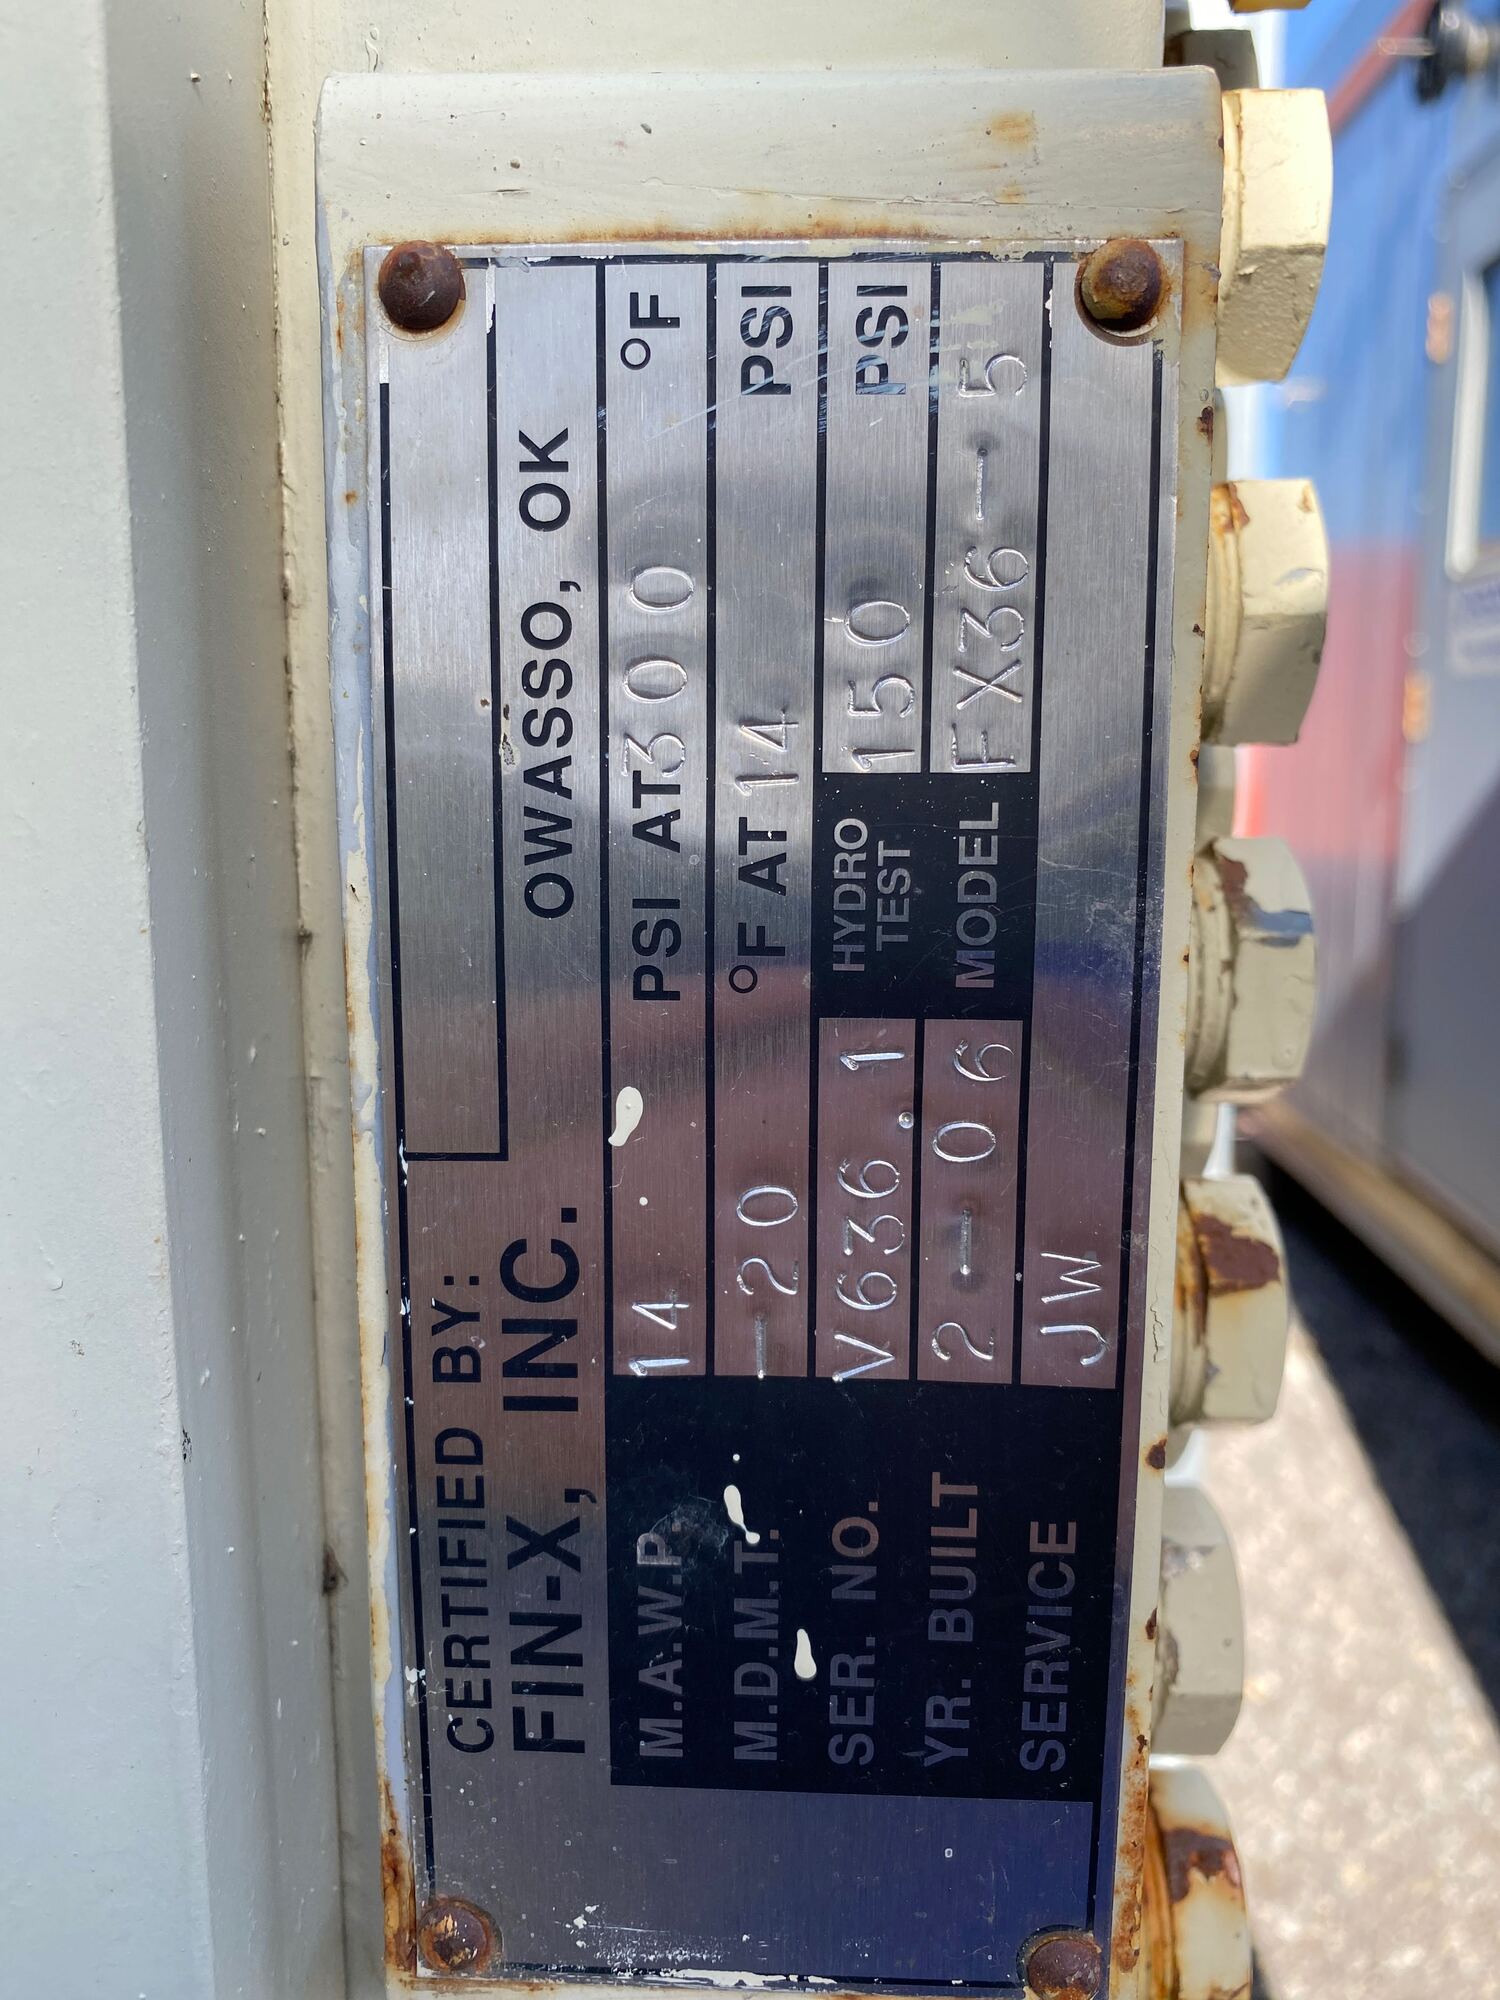 CERTIFIED BY:
FIN-X, INC. OWASSO, OK
M.A.W.P. 14 PSI AT 300 °F
M.D.M.T. -20 °F AT 14 PSI
SER. NO. V636.1 HYDRO TEST 150 PSI
YR. BUILT 2-06 MODEL FX36-5
SERVICE JW